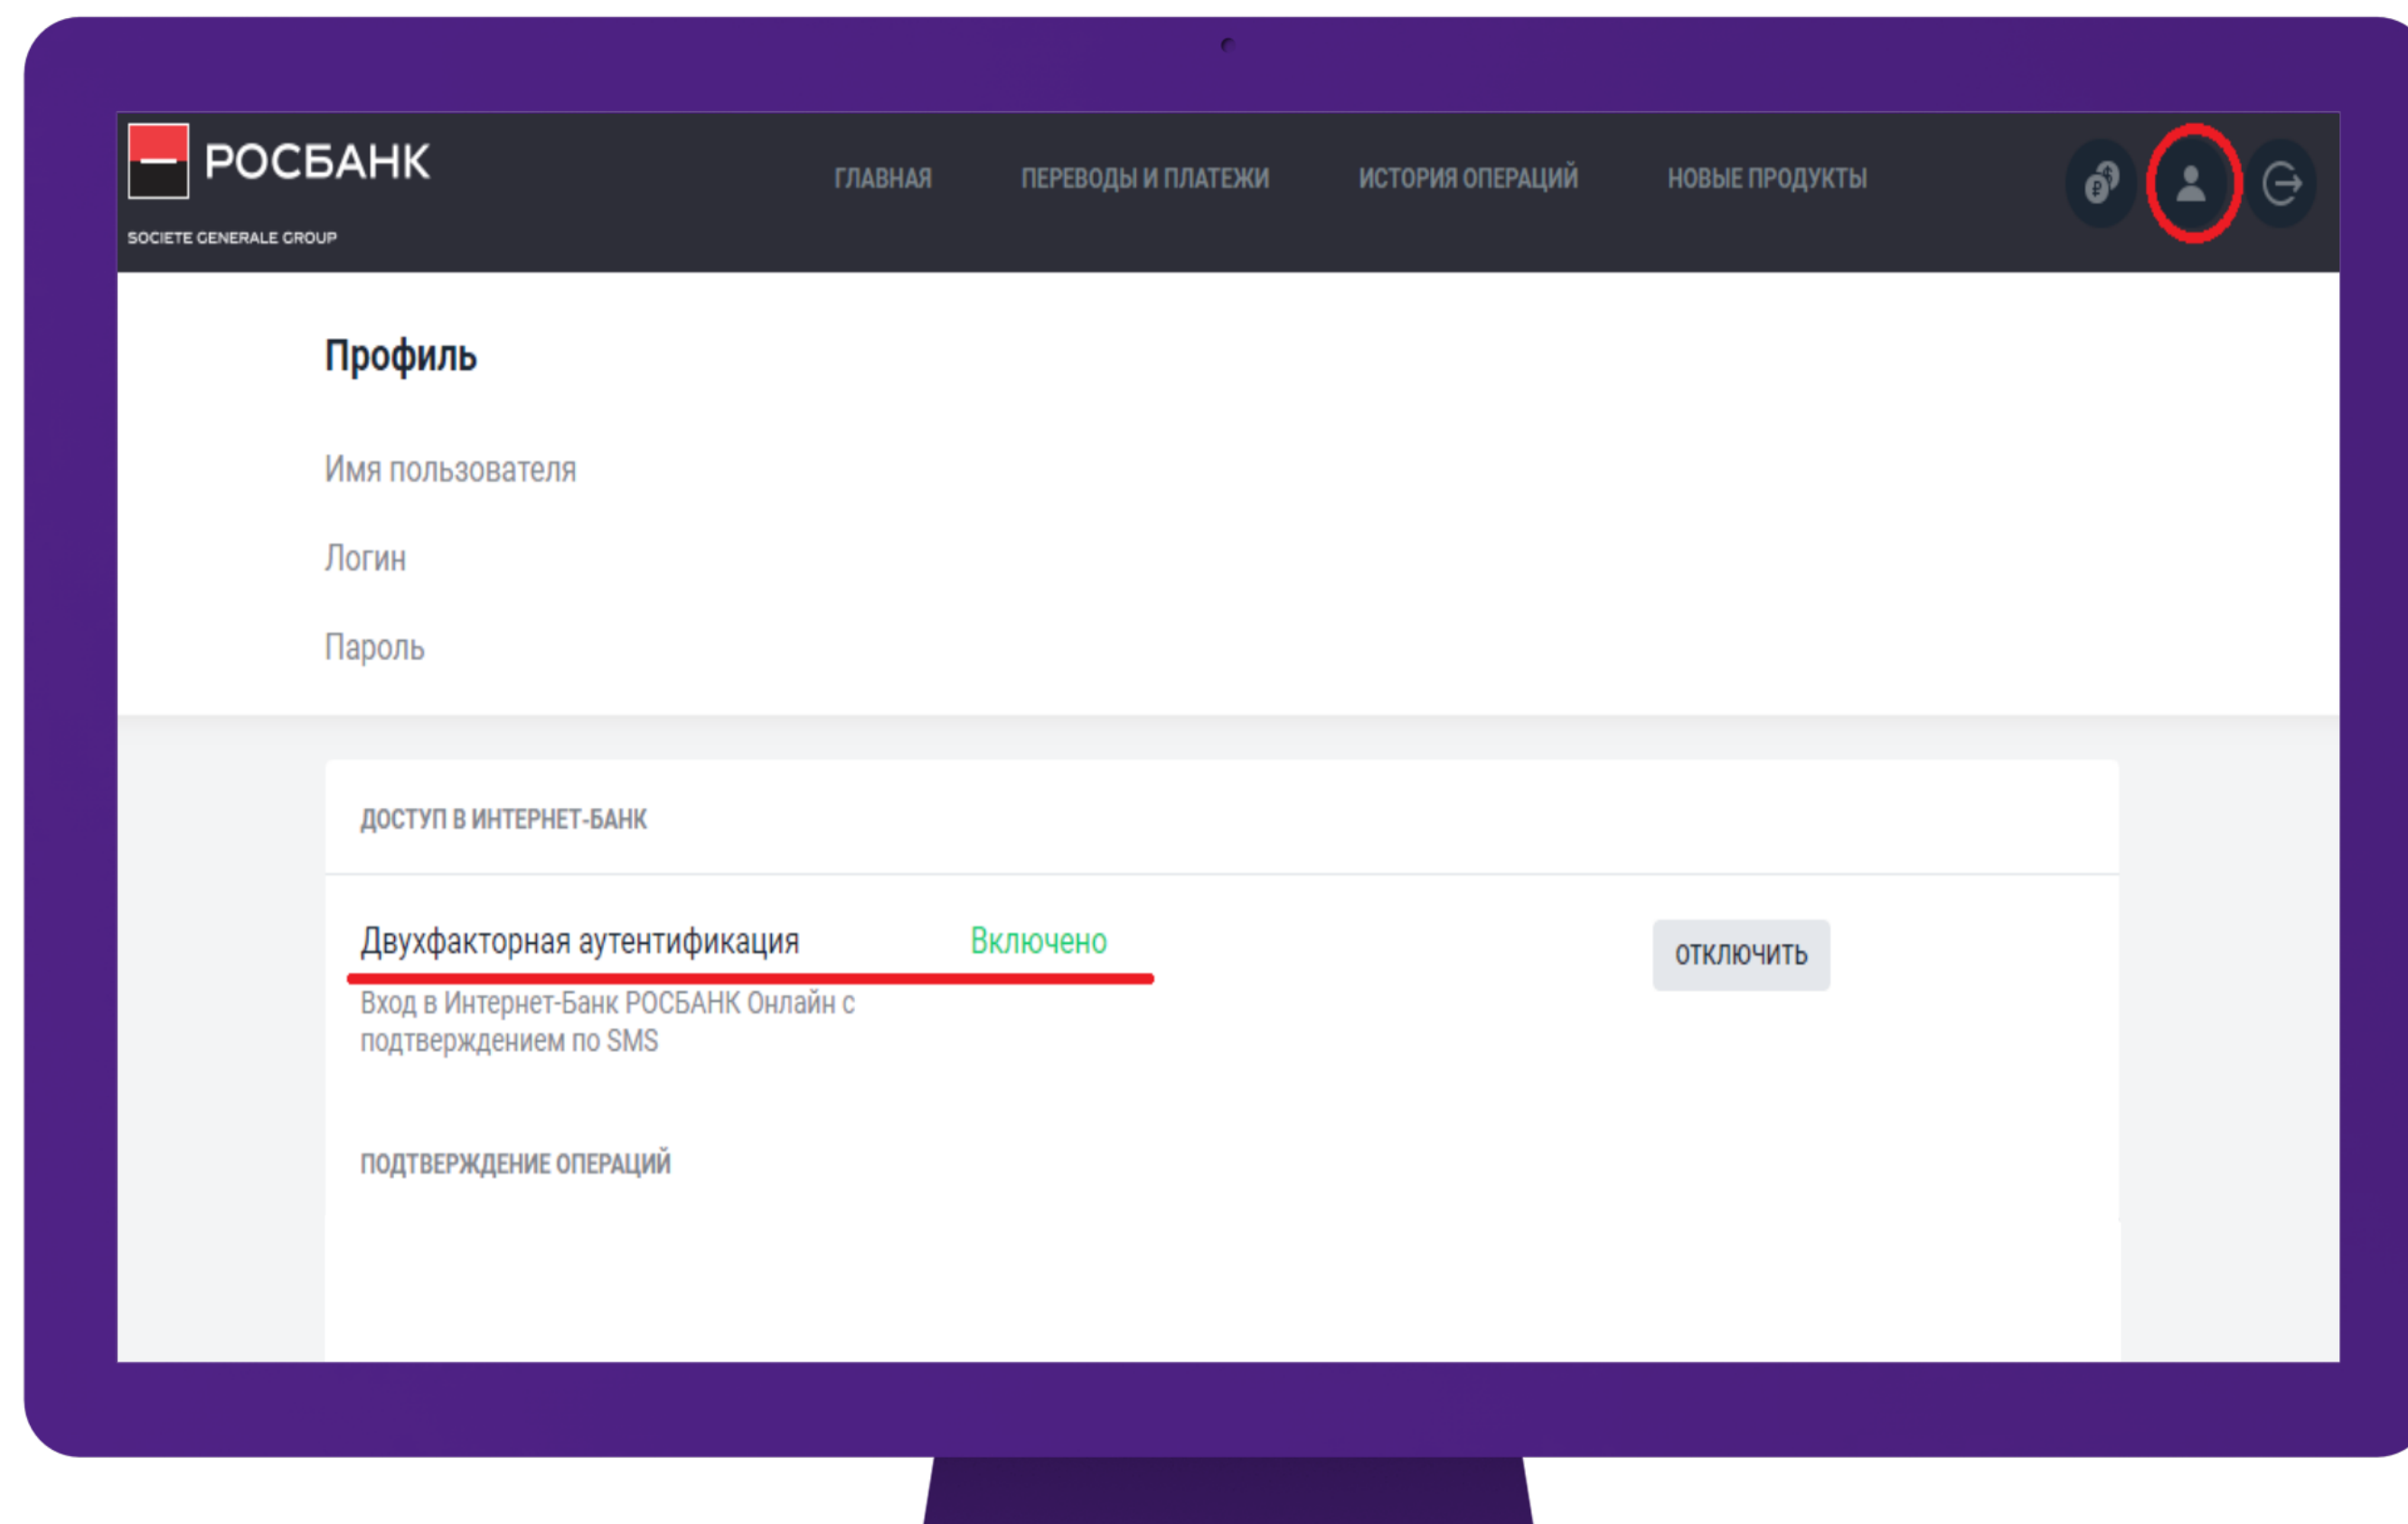 РОСБАНК
SOCIETE GENERALE GROUP
ГЛАВНАЯ ПЕРЕВОДЫ И ПЛАТЕЖИ ИСТОРИЯ ОПЕРАЦИЙ НОВЫЕ ПРОДУКТЫ
Профиль
Имя пользователя
Логин
Пароль
ДОСТУП В ИНТЕРНЕТ-БАНК
Двухфакторная аутентификация Включено ОТКЛЮЧИТЬ
Вход в Интернет-Банк РОСБАНК Онлайн с
подтверждением по SMS
ПОДТВЕРЖДЕНИЕ ОПЕРАЦИЙ